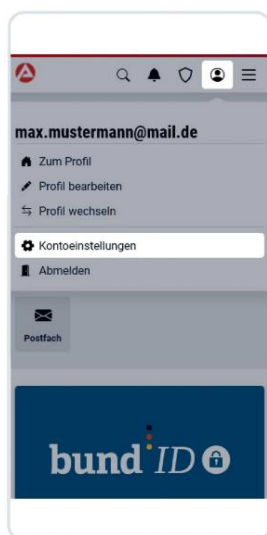 max.mustermann@mail.de
Zum Profil
Profil bearbeiten
Profil wechseln
Kontoeinstellungen
Abmelden
Postfach
bund ID